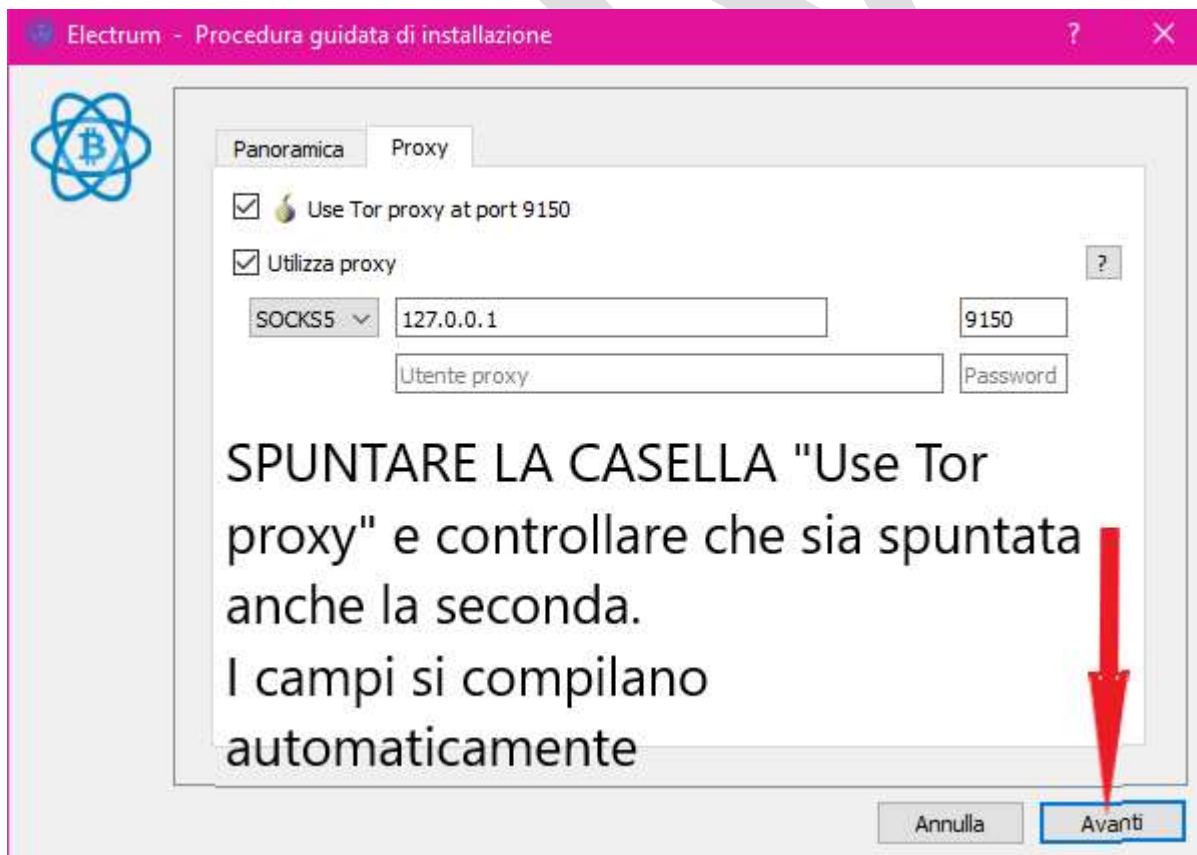 Electrum - Procedura guidata di installazione ? ×
Panoramica Proxy
Use Tor proxy at port 9150
Utilizza proxy ?
SOCKS5 127.0.0.1 9150
Utente proxy Password
SPUNTARE LA CASELLA "Use Tor
proxy" e controllare che sia spuntata
anche la seconda.
I campi si compilano
automaticamente
Annulla Avanti